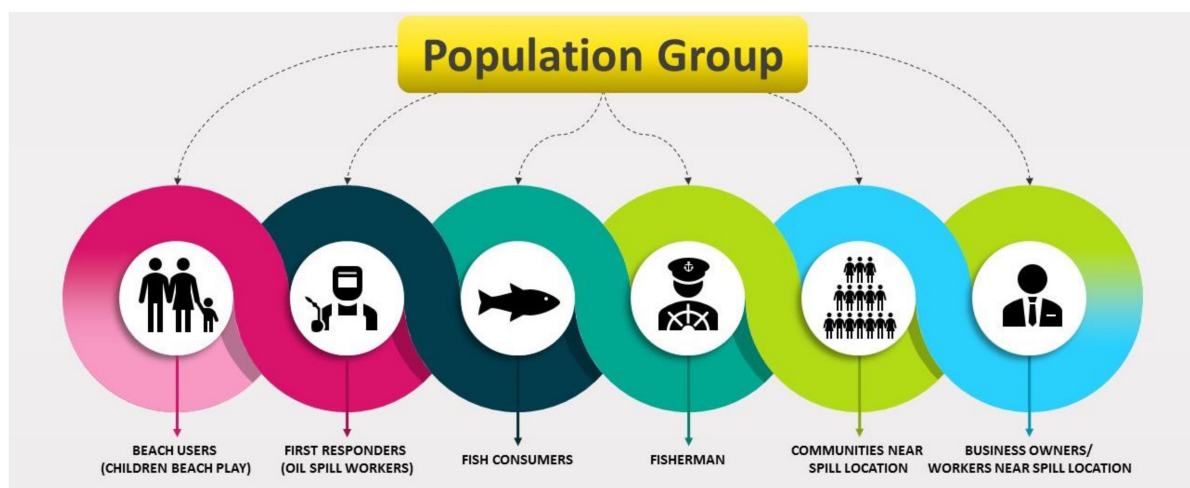 Population Group
BEACH USERS
(CHILDREN BEACH PLAY)
FIRST RESPONDERS
(OIL SPILL WORKERS)
FISH CONSUMERS
FISHERMAN
COMMUNITIES NEAR
SPILL LOCATION
BUSINESS OWNERS/
WORKERS NEAR SPILL LOCATION